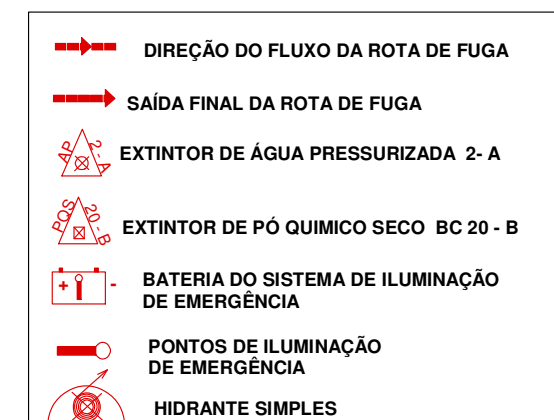 DIREÇÃO DO FLUXO DA ROTA DE FUGA
SAÍDA FINAL DA ROTA DE FUGA
AP 2 - A
EXTINTOR DE ÁGUA PRESSURIZADA 2- A
PQS 20 - B
EXTINTOR DE PÓ QUIMICO SECO BC 20 - B
+ -
BATERIA DO SISTEMA DE ILUMINAÇÃO
DE EMERGÊNCIA
PONTOS DE ILUMINAÇÃO
DE EMERGÊNCIA
HIDRANTE SIMPLES